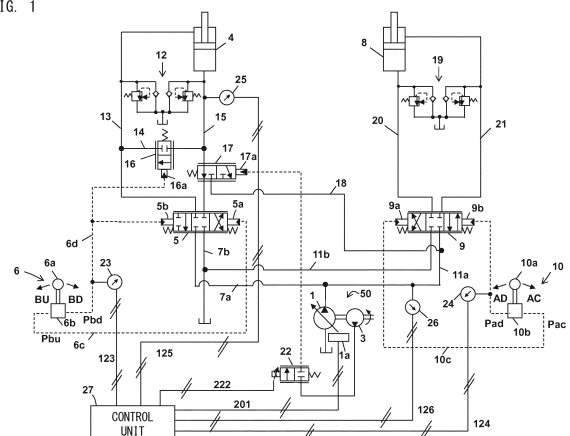 IG. 1
4
8
12
19
25
13
14
15
20
21
16
16a
17
17a
18
5b
5a
9a
9b
5
7b
9
6d
11b
11a
6
6a
23
7a
50
24
10a
10
BU
BD
1
AD
AC
6b
Pbd
3
26
Pad
10b
Pac
Pbu
6c
1a
10c
123
125
22
222
27
201
126
124
CONTROL
UNIT